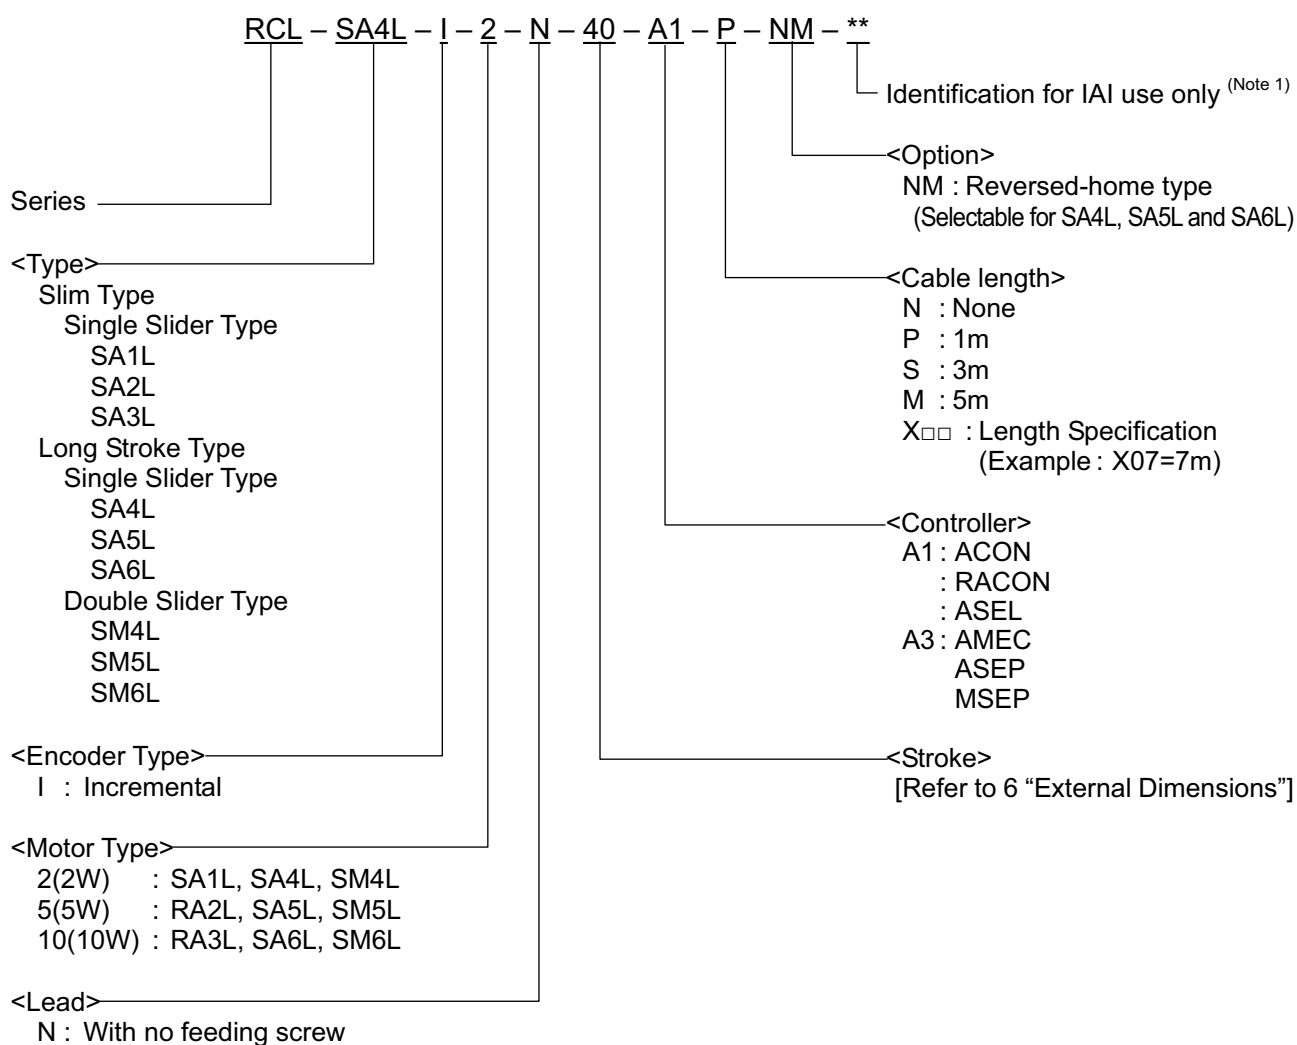 RCL – SA4L – I – 2 – N – 40 – A1 – P – NM – **
Identification for IAI use only (Note 1)
<Option>
NM : Reversed-home type
(Selectable for SA4L, SA5L and SA6L)
Series
<Type>
Slim Type
Single Slider Type
SA1L
SA2L
SA3L
Long Stroke Type
Single Slider Type
SA4L
SA5L
SA6L
Double Slider Type
SM4L
SM5L
SM6L
<Cable length>
N : None
P : 1m
S : 3m
M : 5m
X□□ : Length Specification
(Example : X07=7m)
<Controller>
A1 : ACON
: RACON
: ASEL
A3 : AMEC
ASEP
MSEP
<Encoder Type>
I : Incremental
<Stroke>
[Refer to 6 “External Dimensions”]
<Motor Type>
2(2W) : SA1L, SA4L, SM4L
5(5W) : RA2L, SA5L, SM5L
10(10W) : RA3L, SA6L, SM6L
<Lead>
N : With no feeding screw